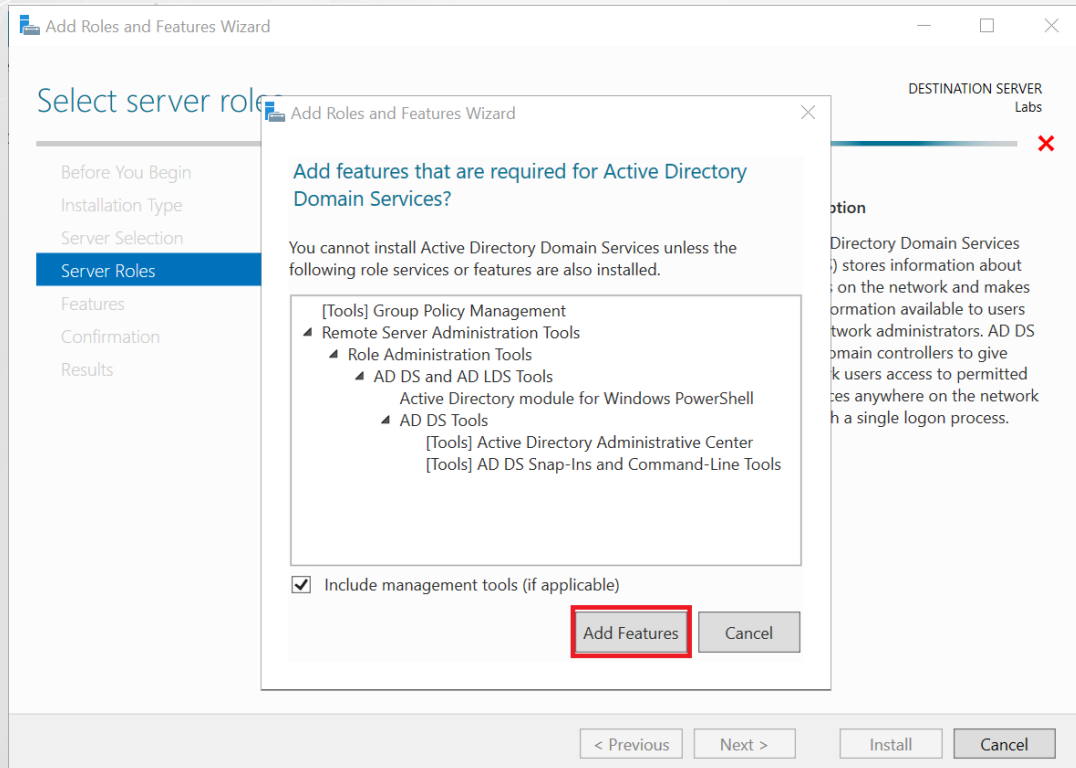 Add Roles and Features Wizard
Select server roles
DESTINATION SERVER
Labs
Before You Begin
Installation Type
Server Selection
Server Roles
Features
Confirmation
Results
Add Roles and Features Wizard
Add features that are required for Active Directory
Domain Services?
You cannot install Active Directory Domain Services unless the
following role services or features are also installed.
[Tools] Group Policy Management
Remote Server Administration Tools
Role Administration Tools
AD DS and AD LDS Tools
Active Directory module for Windows PowerShell
AD DS Tools
[Tools] Active Directory Administrative Center
[Tools] AD DS Snap-Ins and Command-Line Tools
Include management tools (if applicable)
Add Features
Cancel
Directory Domain Services
stores information about
on the network and makes
available to users
administrators. AD DS
controllers to give
users access to permitted
anywhere on the network
a single logon process.
< Previous
Next >
Install
Cancel